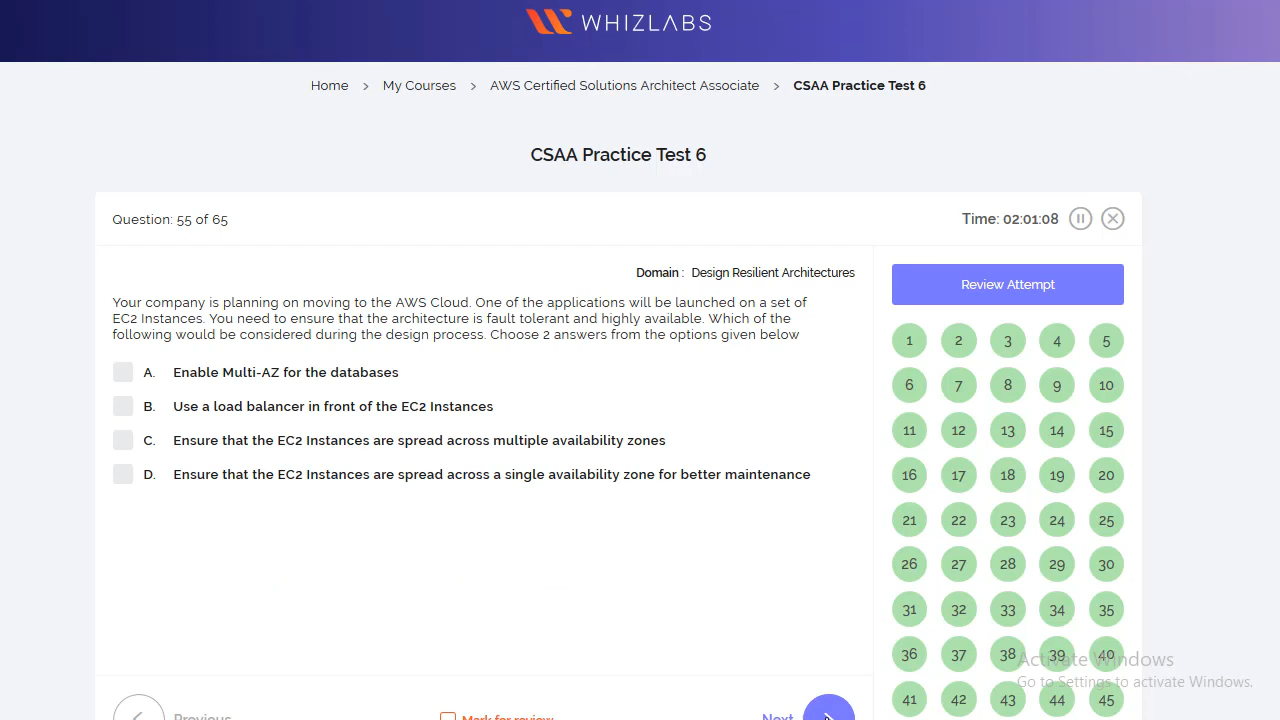 WHIZLABS
Home > My Courses > AWS Certified Solutions Architect Associate > CSAA Practice Test 6
CSAA Practice Test 6
Question: 55 of 65
Time: 02:01:08
Domain : Design Resilient Architectures
Review Attempt
Your company is planning on moving to the AWS Cloud. One of the applications will be launched on a set of
EC2 Instances. You need to ensure that the architecture is fault tolerant and highly available. Which of the
following would be considered during the design process. Choose 2 answers from the options given below
A. Enable Multi-AZ for the databases
B. Use a load balancer in front of the EC2 Instances
C. Ensure that the EC2 Instances are spread across multiple availability zones
D. Ensure that the EC2 Instances are spread across a single availability zone for better maintenance
1 2 3 4 5
6 7 8 9 10
11 12 13 14 15
16 17 18 19 20
21 22 23 24 25
26 27 28 29 30
31 32 33 34 35
36 37 38 39 40
41 42 43 44 45
Activate Windows
Go to Settings to activate Windows.
Previous
Mark for review
Next